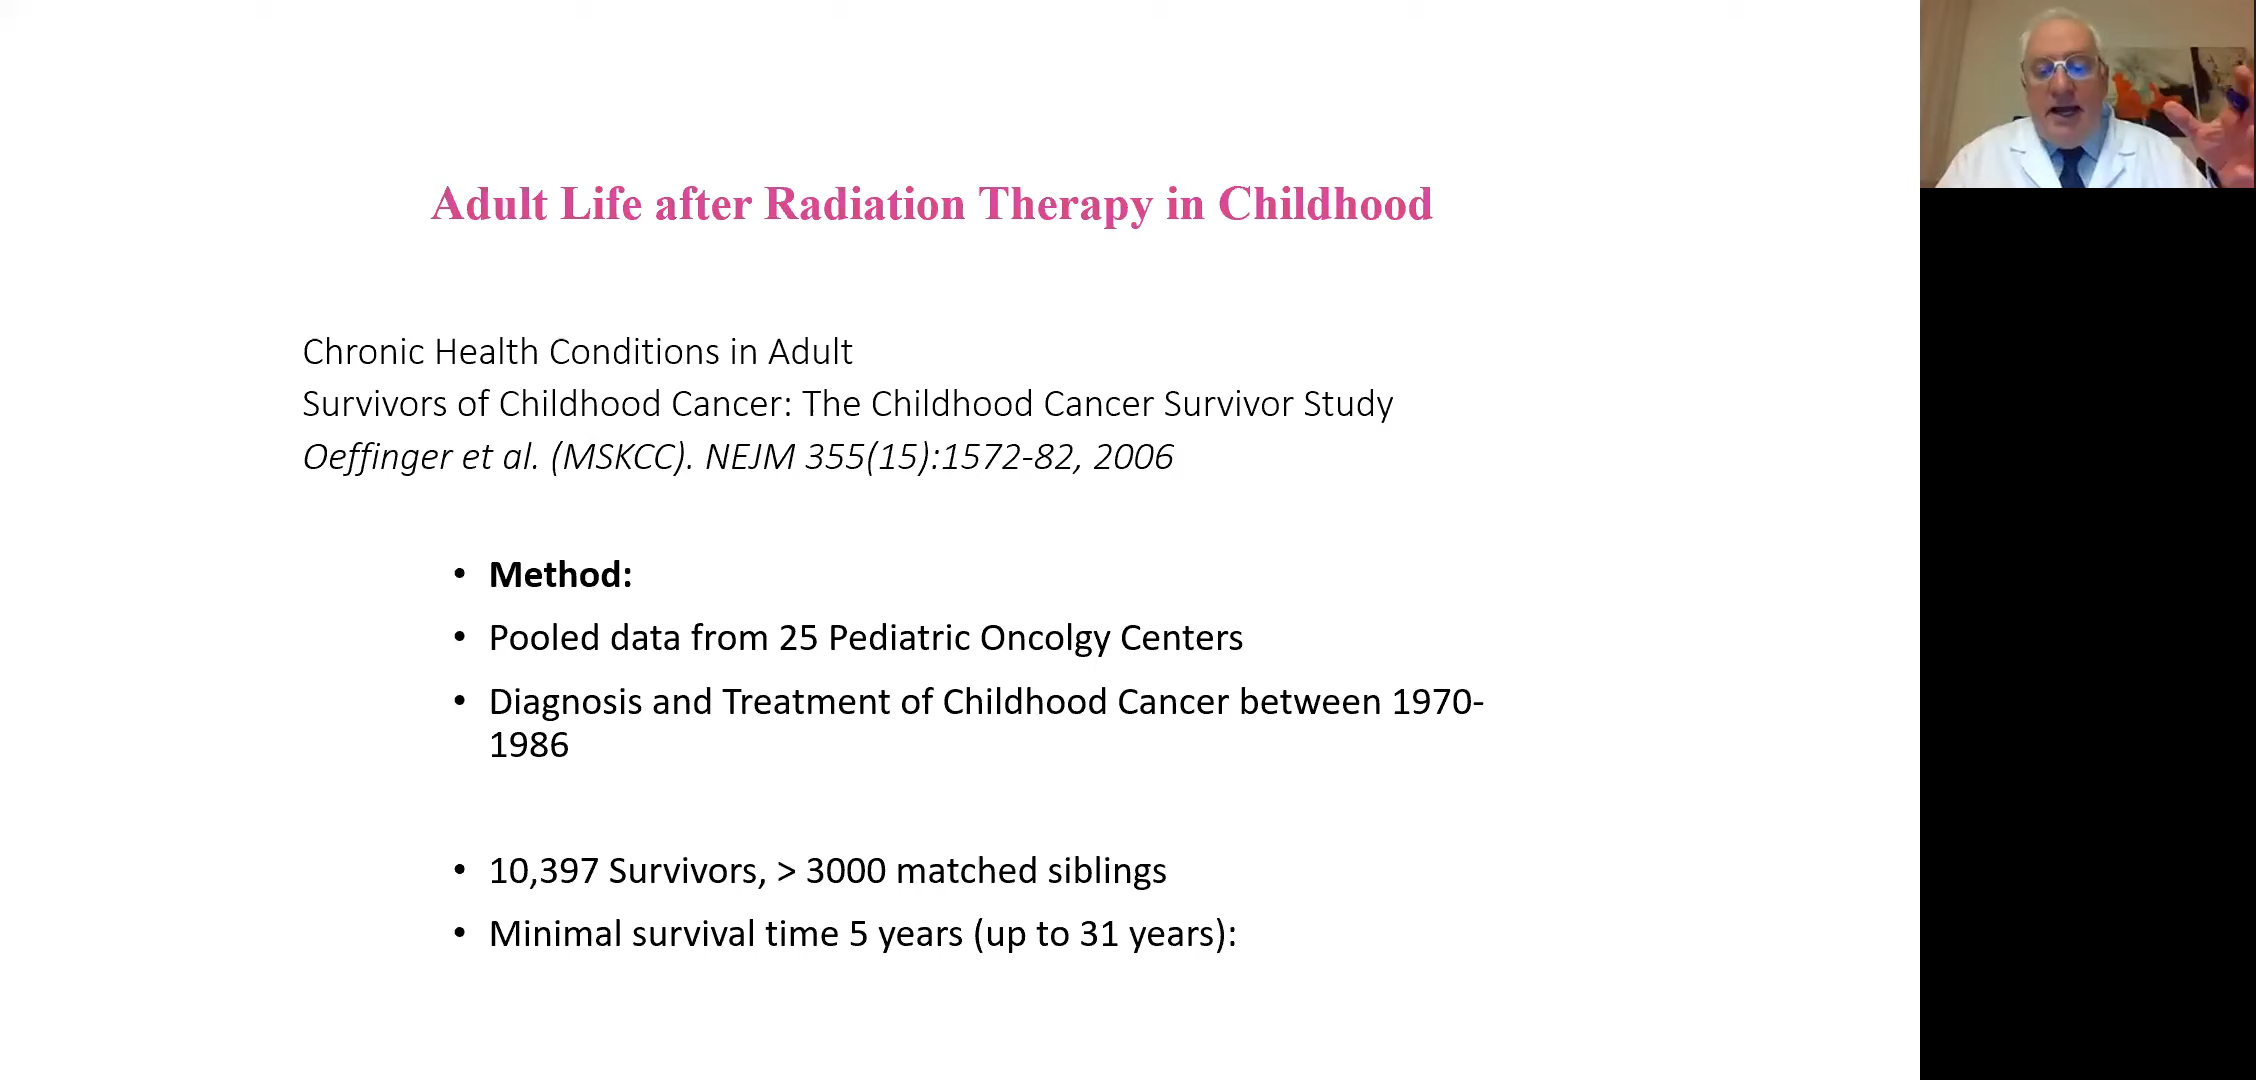 Adult Life after Radiation Therapy in Childhood
Chronic Health Conditions in Adult
Survivors of Childhood Cancer: The Childhood Cancer Survivor Study
Oeffinger et al. (MSKCC). NEJM 355(15):1572-82, 2006
• Method:
• Pooled data from 25 Pediatric Oncolgy Centers
• Diagnosis and Treatment of Childhood Cancer between 1970-
1986
• 10,397 Survivors, > 3000 matched siblings
• Minimal survival time 5 years (up to 31 years):